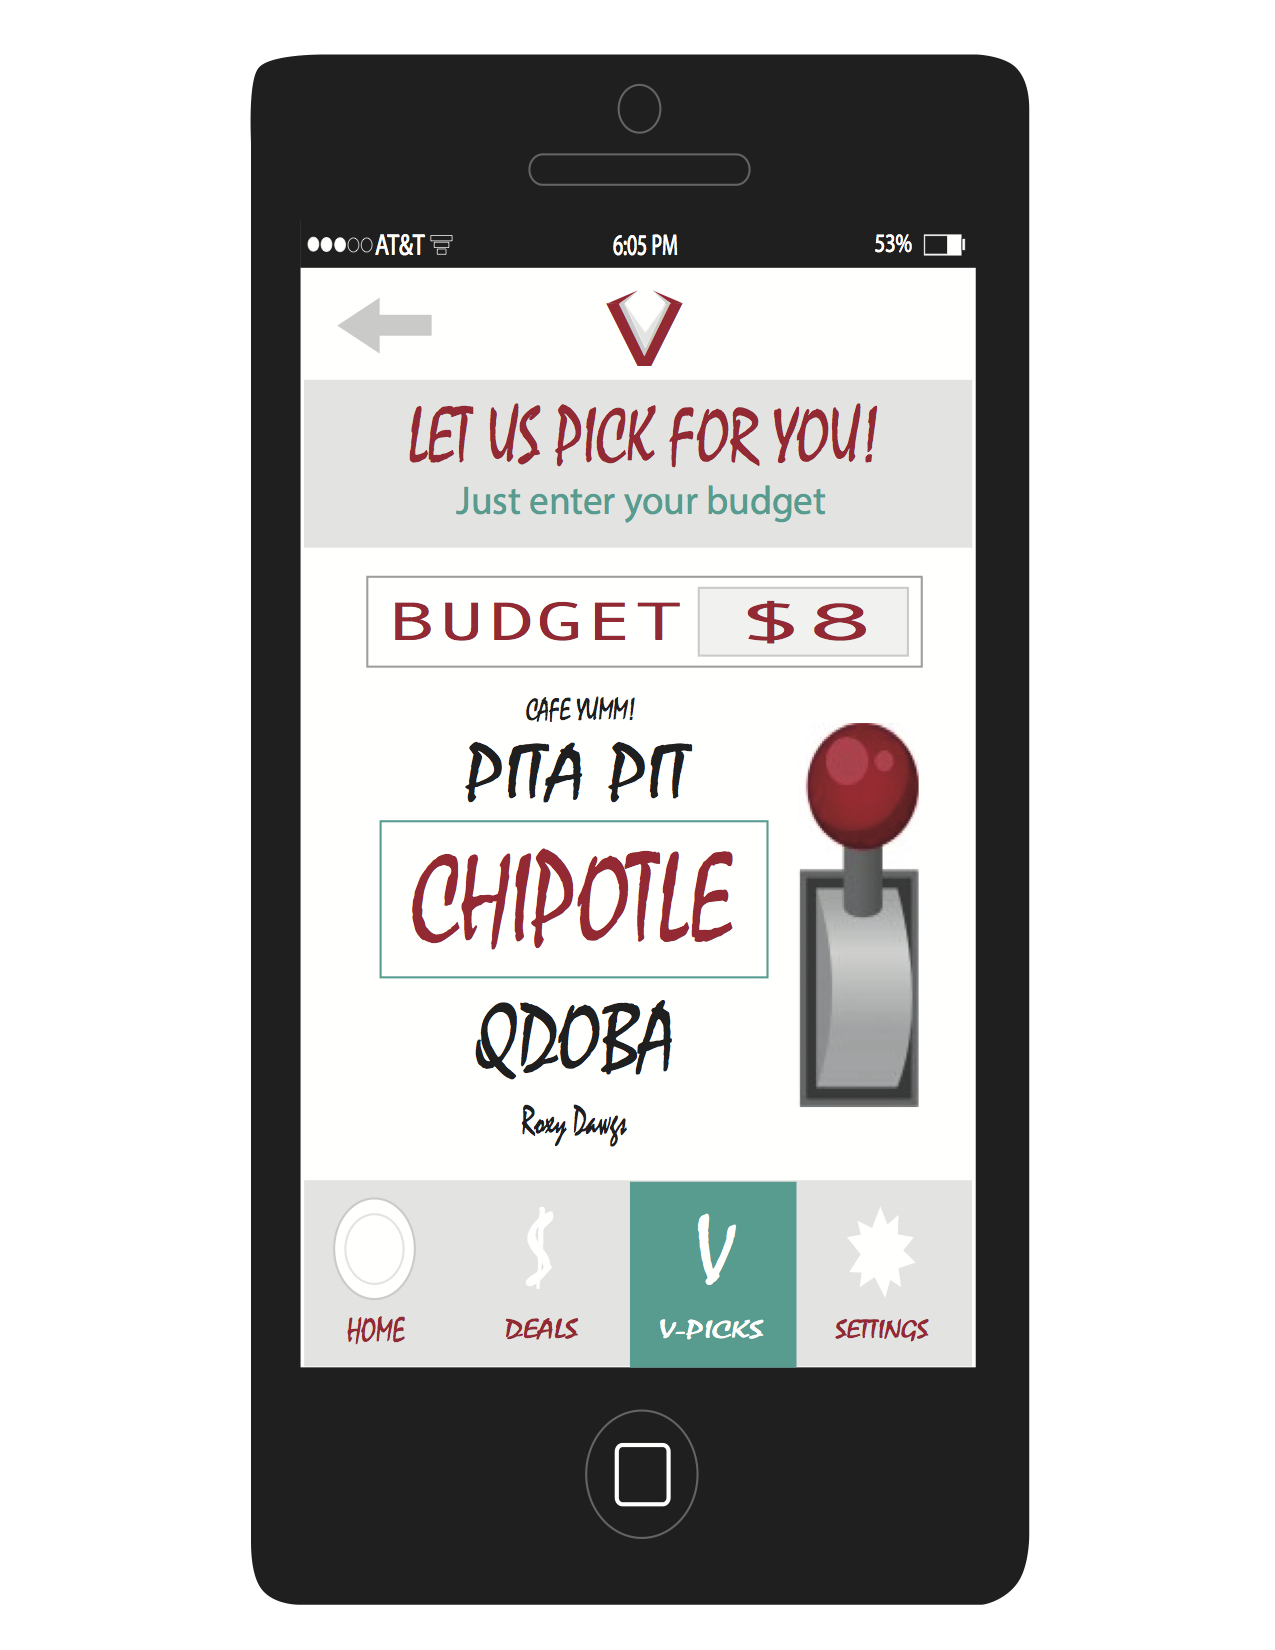 AT&T 6:05 PM 53%
LET US PICK FOR YOU!
Just enter your budget
BUDGET $8
CAFE YUMM!
PITA PIT
CHIPOTLE
QDOBA
Roxy Dawgs
$ V
HOME DEALS V-PICKS SETTINGS